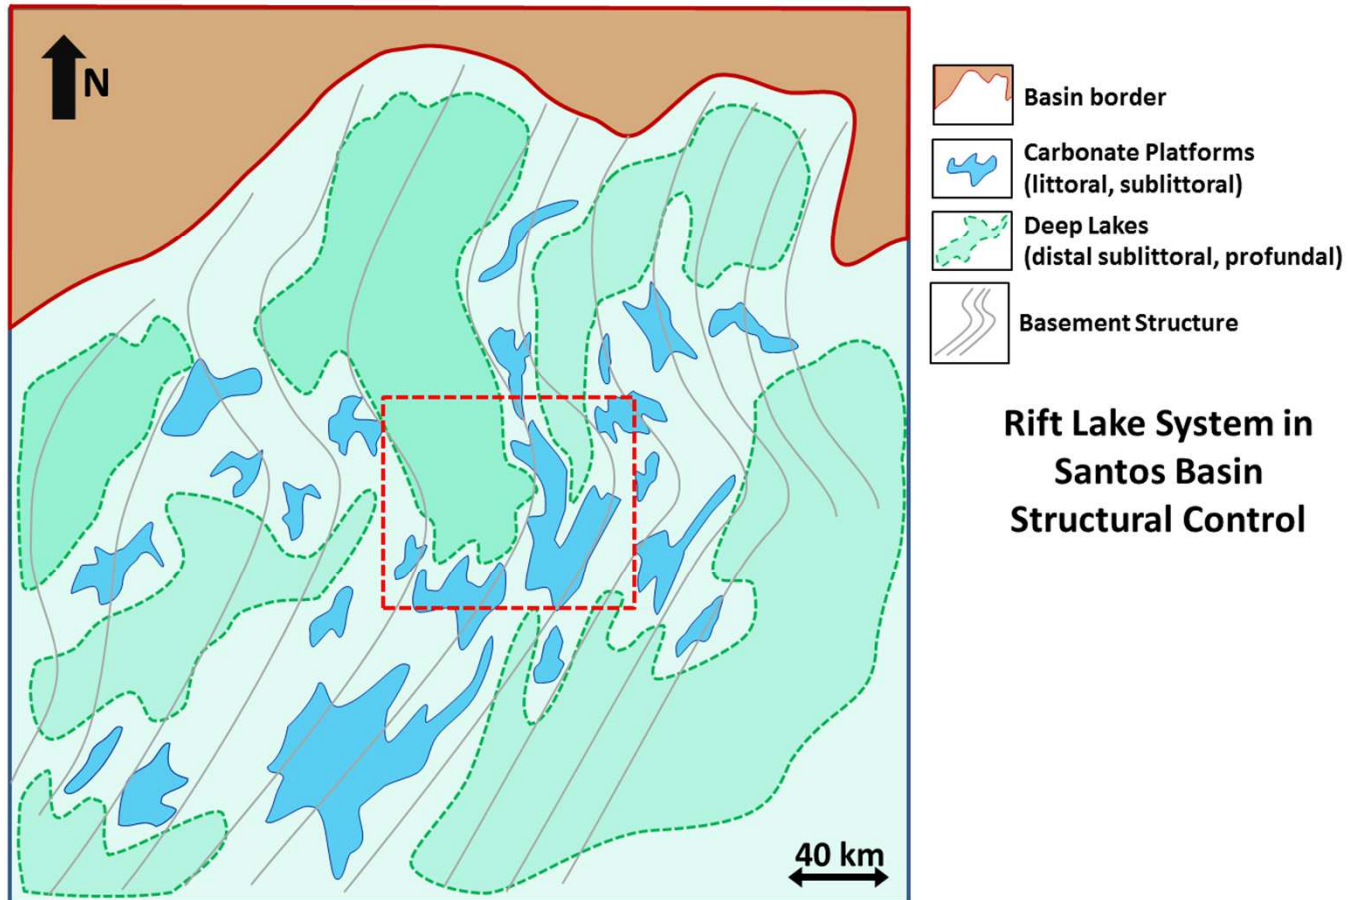 N
Basin border
Carbonate Platforms
(littoral, sublittoral)
Deep Lakes
(distal sublittoral, profundal)
Basement Structure
Rift Lake System in
Santos Basin
Structural Control
40 km